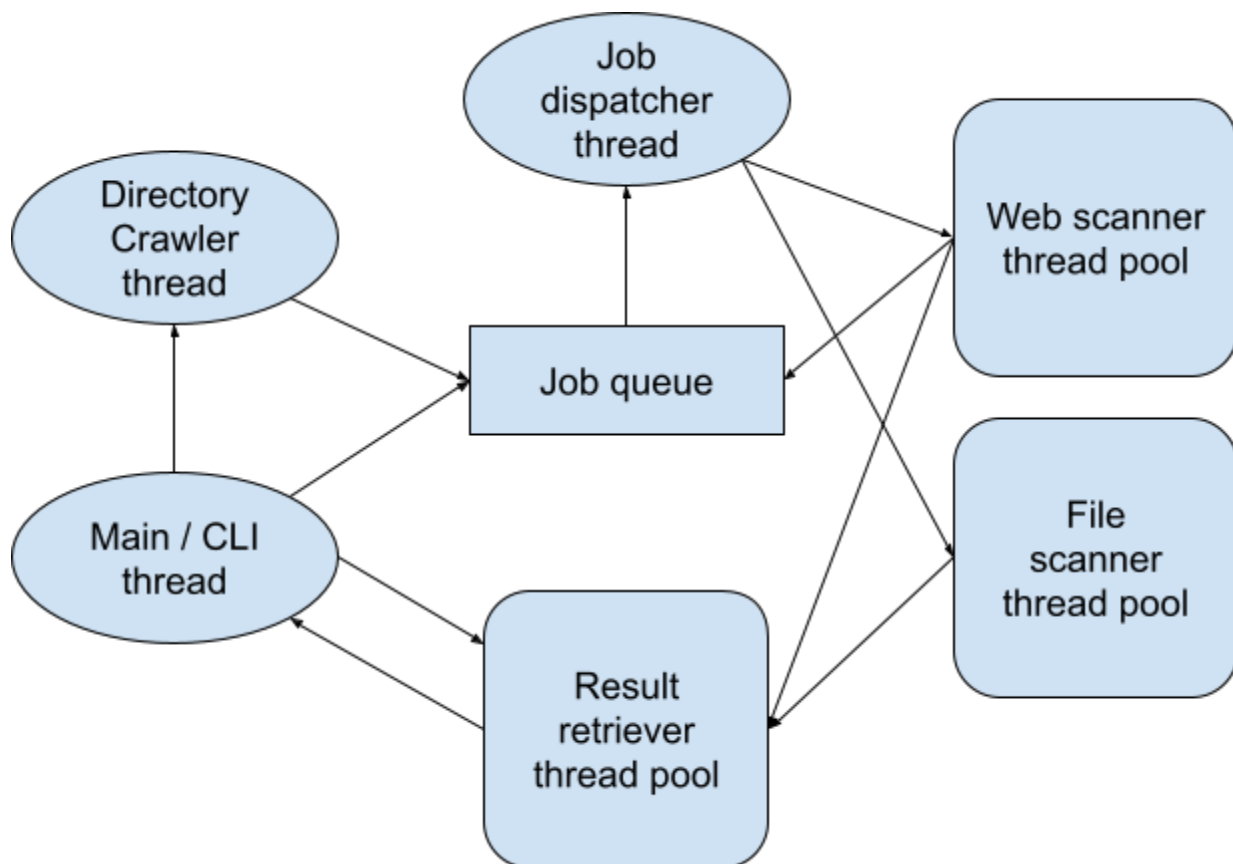 Job
dispatcher
thread
Directory
Crawler
thread
Web scanner
thread pool
Job queue
Main / CLI
thread
File
scanner
thread pool
Result
retriever
thread pool